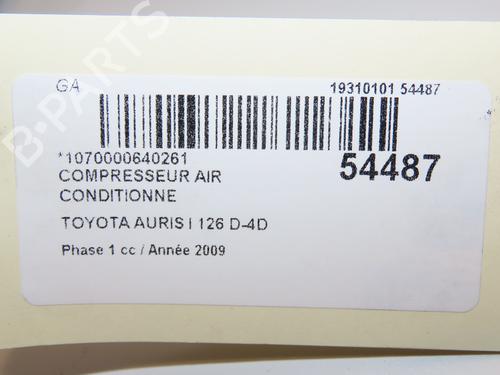 B-PARTS
GA
19310101 54487
*1070000640261
54487
COMPRESSEUR AIR
CONDITIONNE
TOYOTA AURIS I 126 D-4D
Phase 1 cc / Année 2009